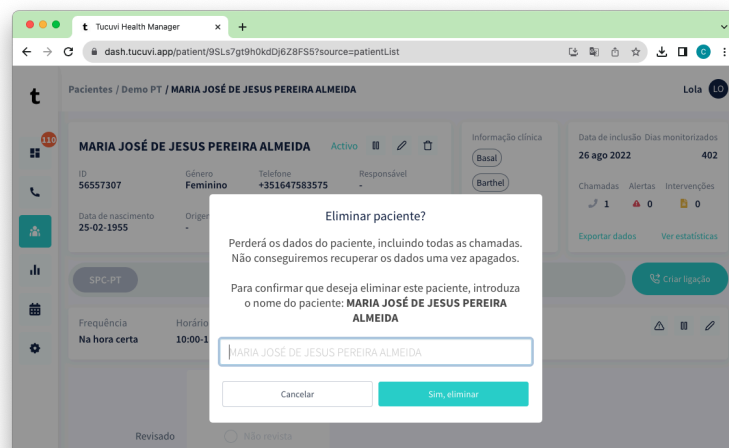 Tucuvi Health Manager
dash.tucuvi.app/patient/9SLs7gt9h0kdDj6Z8FS5?source=patientList
C
t
Pacientes / Demo PT / MARIA JOSÉ DE JESUS PEREIRA ALMEIDA
Lola LO
110
MARIA JOSÉ DE JESUS PEREIRA ALMEIDA Activo
ID Género Telefone Responsável
56557307 Feminino +351647583575 -
Data de nascimento Origem
25-02-1955 -
Informação clínica
Basal
Barthel
Data de inclusão Dias monitorizados
26 ago 2022 402
Chamadas Alertas Intervenções
1 0 0
Exportar dados Ver estatísticas
Eliminar paciente?
Perderá os dados do paciente, incluindo todas as chamadas.
Não conseguiremos recuperar os dados uma vez apagados.
Para confirmar que deseja eliminar este paciente, introduza
o nome do paciente: MARIA JOSÉ DE JESUS PEREIRA
ALMEIDA
MARIA JOSÉ DE JESUS PEREIRA ALMEIDA
Cancelar Sim, eliminar
SPC-PT
Criar ligação
Frequência Horário
Na hora certa 10:00-1
Revisado Não revista